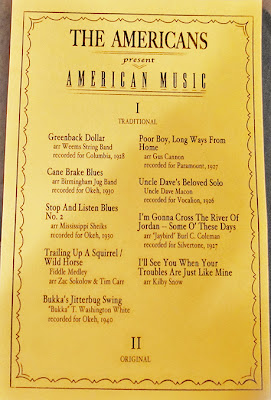 THE AMERICANS
present
AMERICAN MUSIC
I
TRADITIONAL
Greenback Dollar
arr Weems String Band
recorded for Columbia, 1928
Cane Brake Blues
arr Birmingham Jug Band
recorded for Okeh, 1930
Stop And Listen Blues
No. 2
arr Mississippi Sheiks
recorded for Okeh, 1930
Trailing Up A Squirrel /
Wild Horse
Fiddle Medley
arr Zac Sokolow & Tim Carr
Bukka's Jitterbug Swing
"Bukka" T. Washington White
recorded for Okeh, 1940
Poor Boy, Long Ways From
Home
arr Gus Cannon
recorded for Paramount, 1927
Uncle Dave's Beloved Solo
Uncle Dave Macon
recorded for Vocalion, 1926
I'm Gonna Cross The River Of
Jordan – Some O' These Days
arr "Jaybird" Burl C. Coleman
recorded for Silvertone, 1927
I'll See You When Your
Troubles Are Just Like Mine
arr Kilby Snow
II
ORIGINAL